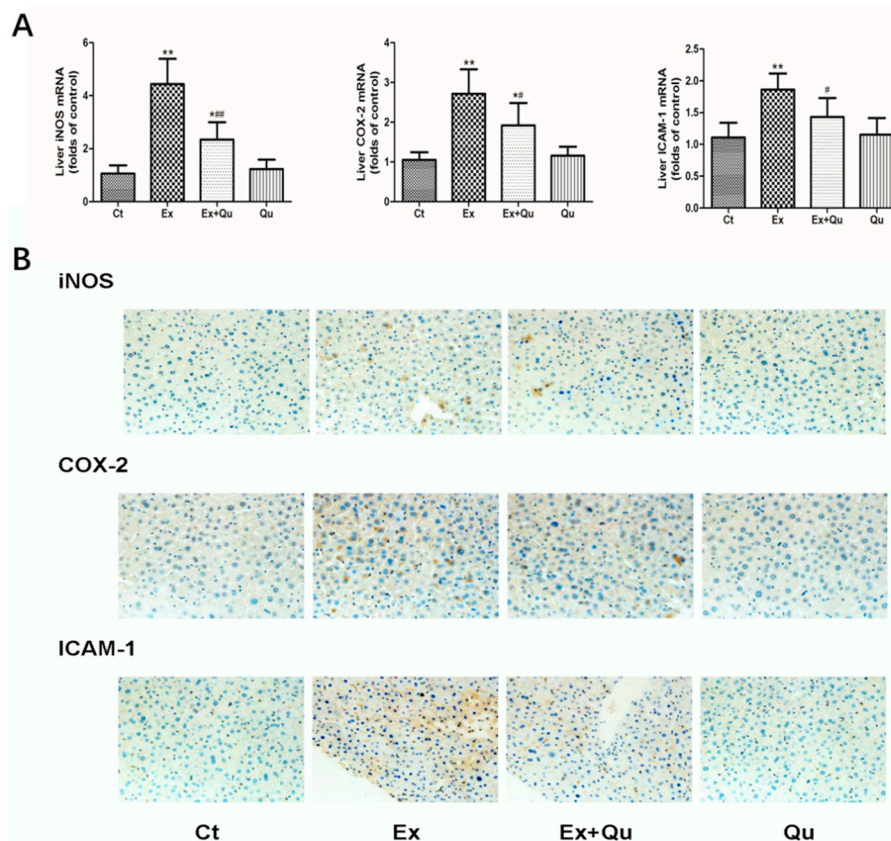 A
Liver iNOS mRNA
(folds of control)
6
4
2
0
**
*##
Ct
Ex
Ex+Qu
Qu
Liver COX-2 mRNA
(folds of control)
4
3
2
1
0
**
*#
Ct
Ex
Ex+Qu
Qu
Liver ICAM-1 mRNA
(folds of control)
2.5
2.0
1.5
1.0
0.5
0.0
**
#
Ct
Ex
Ex+Qu
Qu
B
iNOS
COX-2
ICAM-1
Ct
Ex
Ex+Qu
Qu